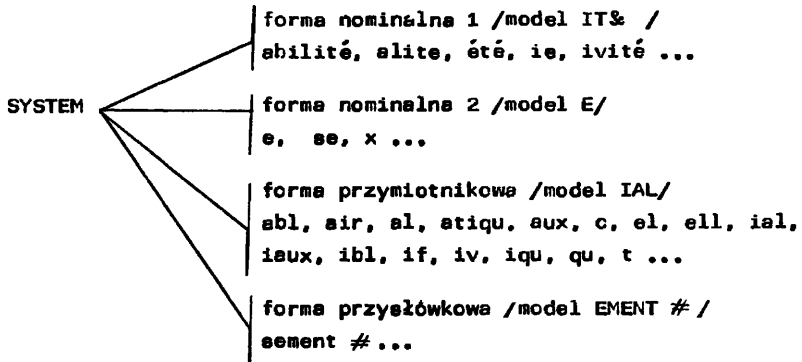 forma nominalna 1 /model IT& /
abilité, alite, été, ie, ivité ...
SYSTEM
forma nominalna 2 /model E/
e, se, x ...
forma przymiotnikowa /model IAL/
abl, air, al, atiqu, aux, c, el, ell, ial,
iaux, ibl, if, iv, iqu, qu, t ...
forma przysłówkowa /model EMENT # /
sement # ...